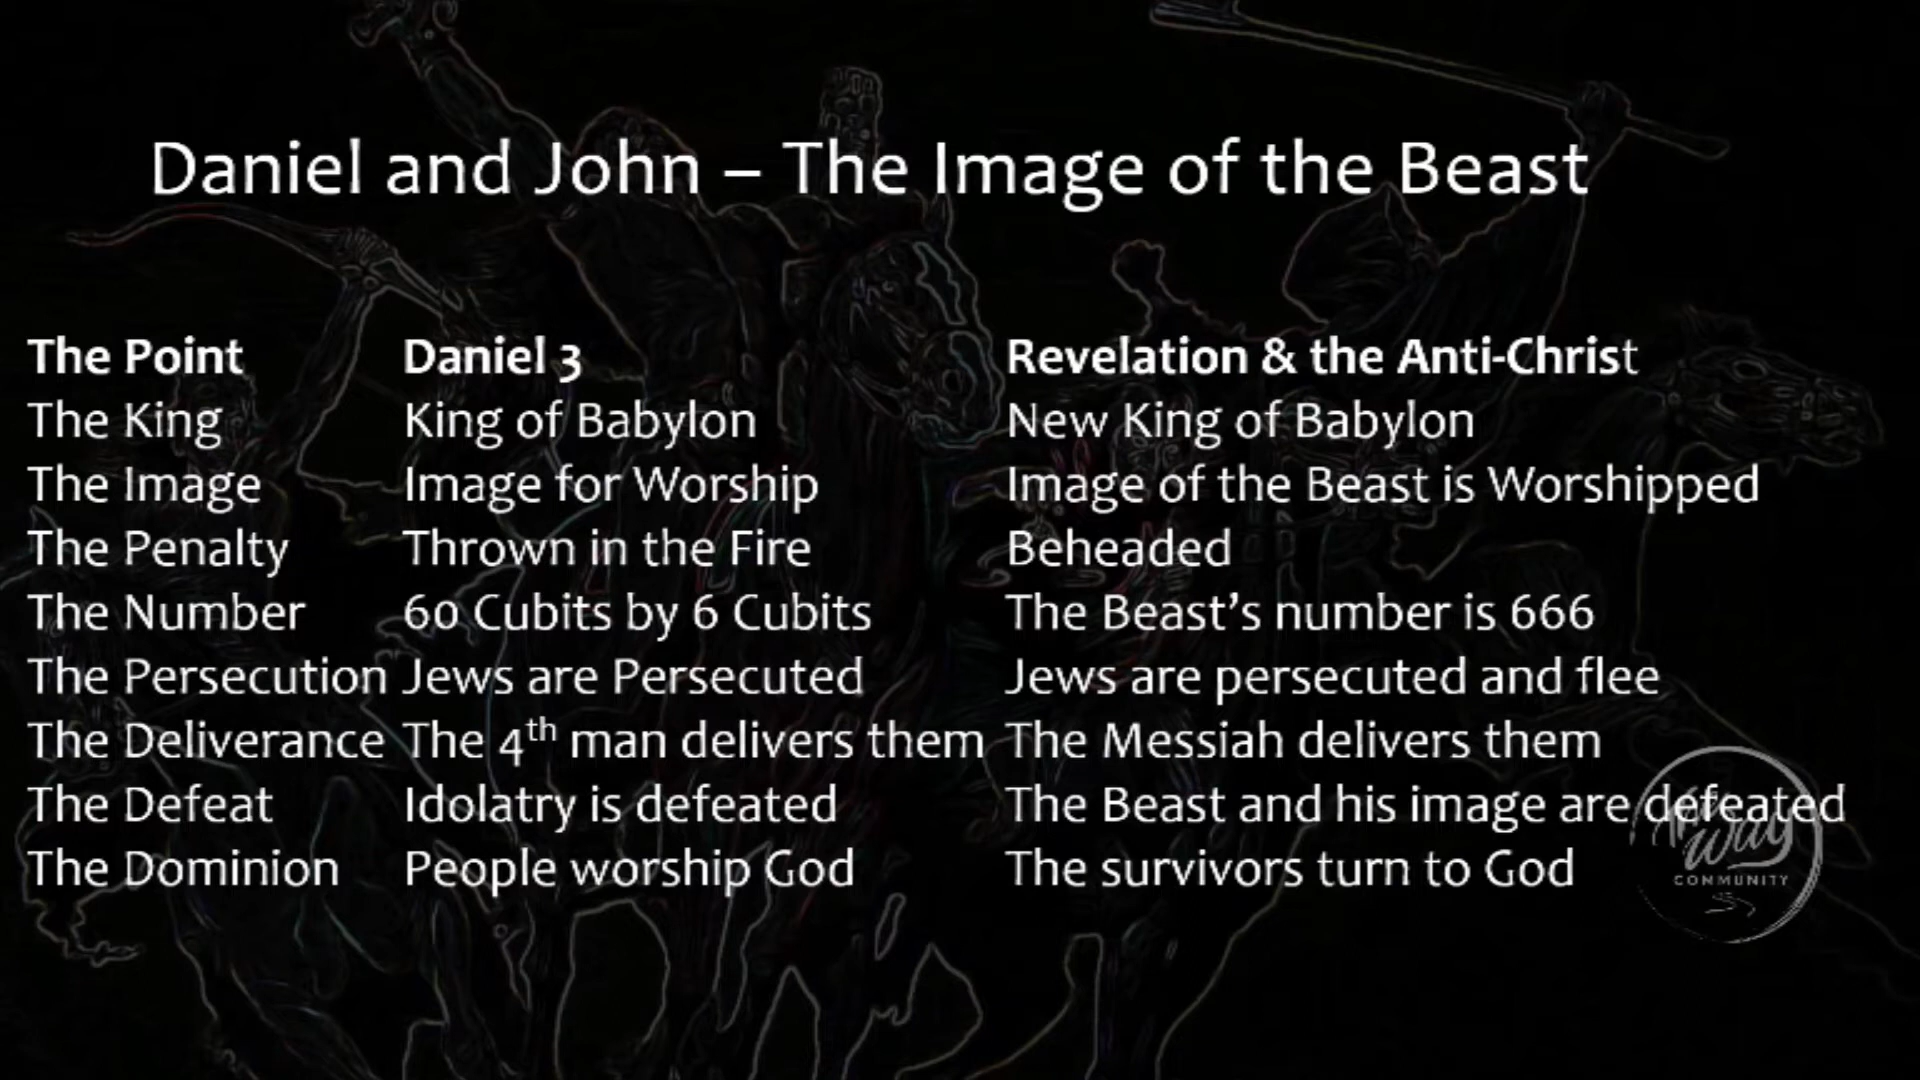 Daniel and John – The Image of the Beast
The Point Daniel 3 Revelation & the Anti-Christ
The King King of Babylon New King of Babylon
The Image Image for Worship Image of the Beast is Worshipped
The Penalty Thrown in the Fire Beheaded
The Number 60 Cubits by 6 Cubits The Beast's number is 666
The Persecution Jews are Persecuted Jews are persecuted and flee
The Deliverance The 4th man delivers them The Messiah delivers them
The Defeat Idolatry is defeated The Beast and his image are defeated
The Dominion People worship God The survivors turn to God
way
COMMUNITY